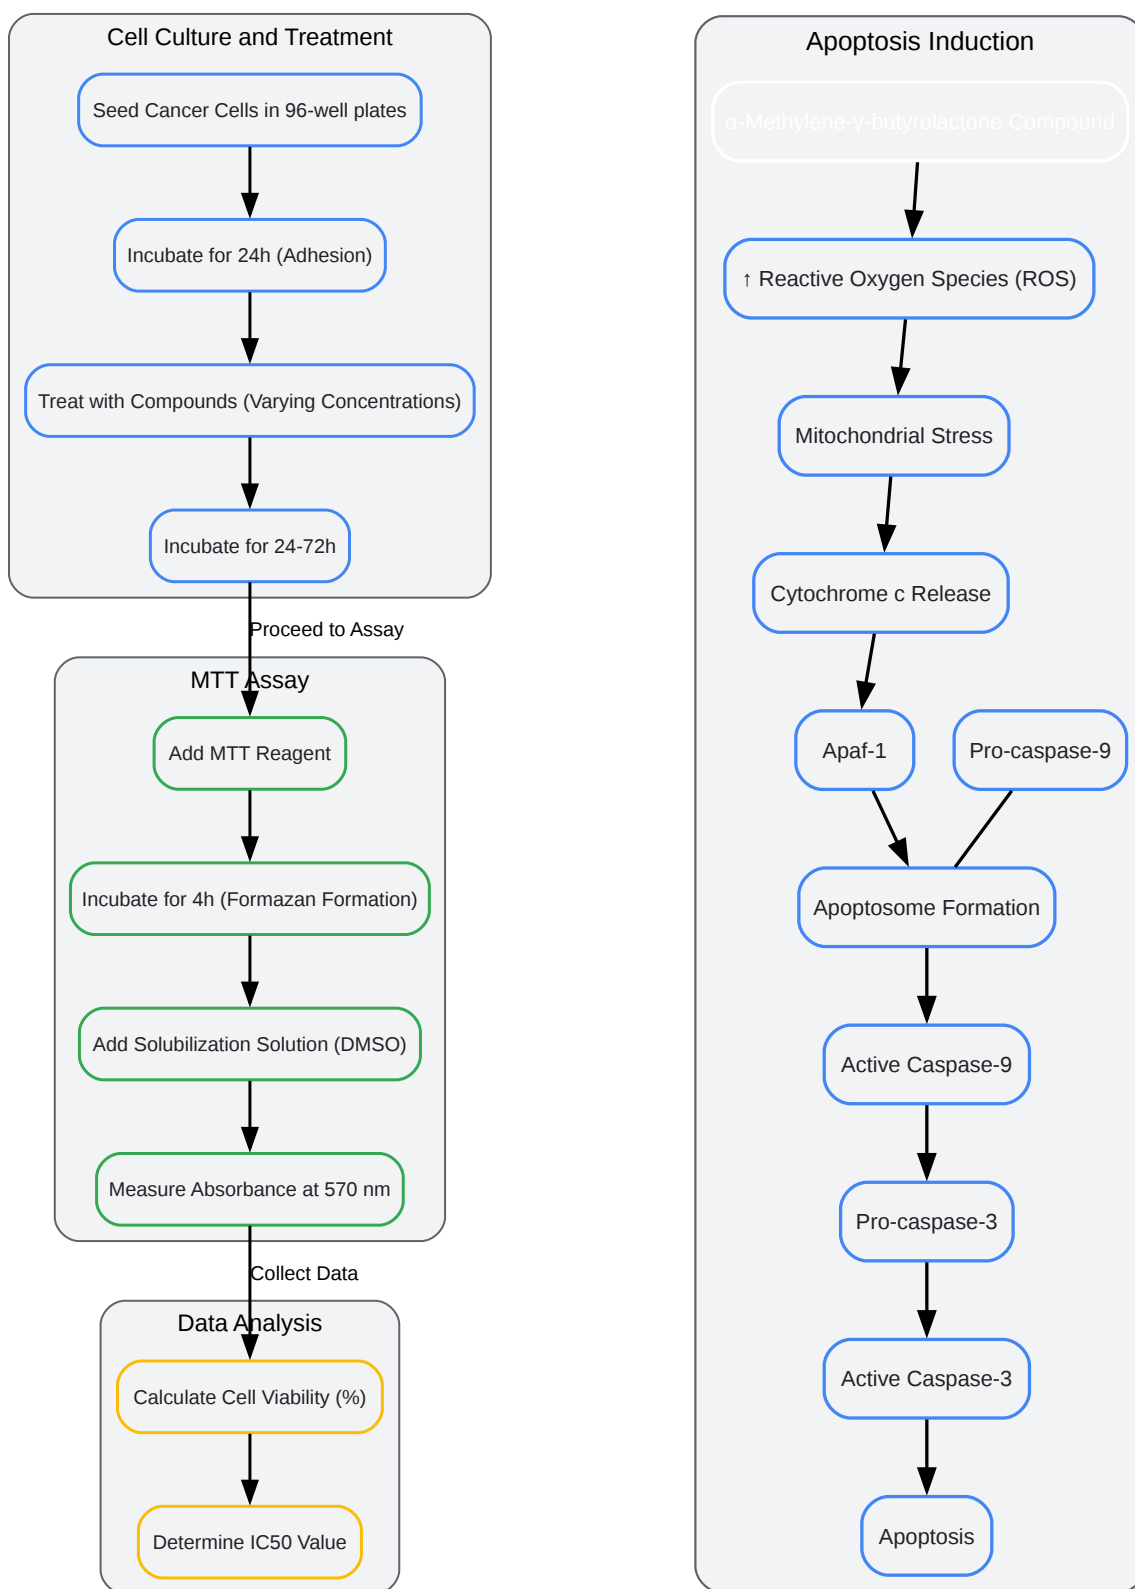 Cell Culture and Treatment
Seed Cancer Cells in 96-well plates
Incubate for 24h (Adhesion)
Treat with Compounds (Varying Concentrations)
Incubate for 24-72h
Proceed to Assay
MTT Assay
Add MTT Reagent
Incubate for 4h (Formazan Formation)
Add Solubilization Solution (DMSO)
Measure Absorbance at 570 nm
Collect Data
Data Analysis
Calculate Cell Viability (%)
Determine IC50 Value
Apoptosis Induction
α-Methylene-γ-butyrolactone Compound
↑ Reactive Oxygen Species (ROS)
Mitochondrial Stress
Cytochrome c Release
Apaf-1
Pro-caspase-9
Apoptosome Formation
Active Caspase-9
Pro-caspase-3
Active Caspase-3
Apoptosis